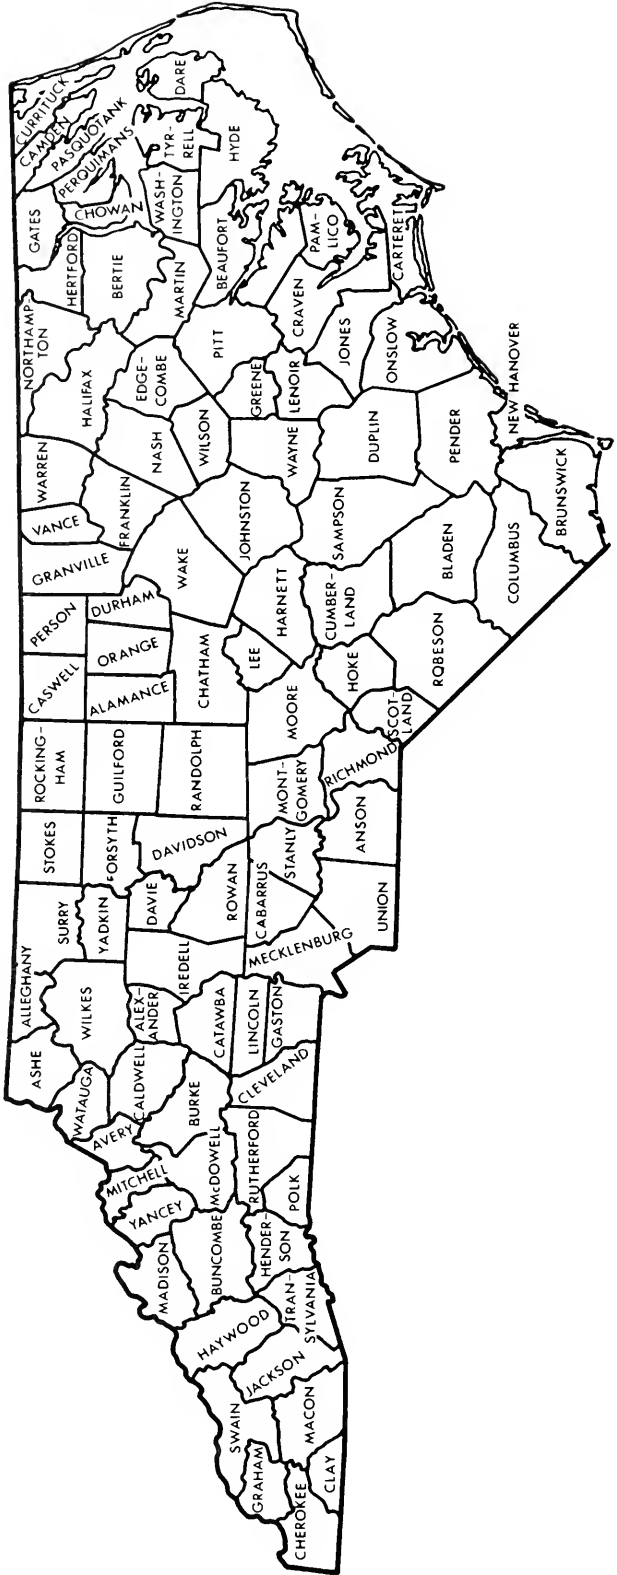 CHEROKEE
GRAHAM
CLAY
SWAIN
MACON
JACKSON
HAYWOOD
TRAN-
SYLVANIA
MADISON
BUNCOMBE
HENDER-
SON
YANCEY
MITCHELL
McDOWELL
RUTHERFORD
POLK
AVERY
WATAUGA
BURKE
CLEVELAND
ASHE
CALDWELL
ALLEGHANY
WILKES
ALEX-
ANDER
CATAWBA
LINCOLN
GASTON
SURRY
YADKIN
IREDELL
MECKLENBURG
DAVIE
ROWAN
CABARRUS
UNION
STOKES
FORSYTH
DAVIDSON
STANLY
ANSON
ROCKING-
HAM
GUILFORD
RANDOLPH
MONT-
GOMERY
RICHMOND
CASWELL
ALAMANCE
CHATHAM
MOORE
SCOT-
LAND
PERSON
ORANGE
DURHAM
LEE
HOKE
ROBESON
GRANVILLE
WAKE
HARNETT
CUMBER-
LAND
BLADEN
COLUMBUS
VANCE
FRANKLIN
JOHNSTON
SAMPSON
BRUNSWICK
WARREN
NASH
WILSON
WAYNE
DUPLIN
PENDER
NEW HANOVER
HALIFAX
EDGE-
COMBE
GREENE
LENOIR
NORTHAMP-
TON
PITT
JONES
ONSLOW
HERTFORD
BERTIE
MARTIN
CRAVEN
GATES
CHOWAN
WASH-
INGTON
BEAUFORT
PAM-
LICO
CARTERET
PERQUIMANS
PASQUOTANK
CAMDEN
CURRITUCK
TYR-
RELL
HYDE
DARE